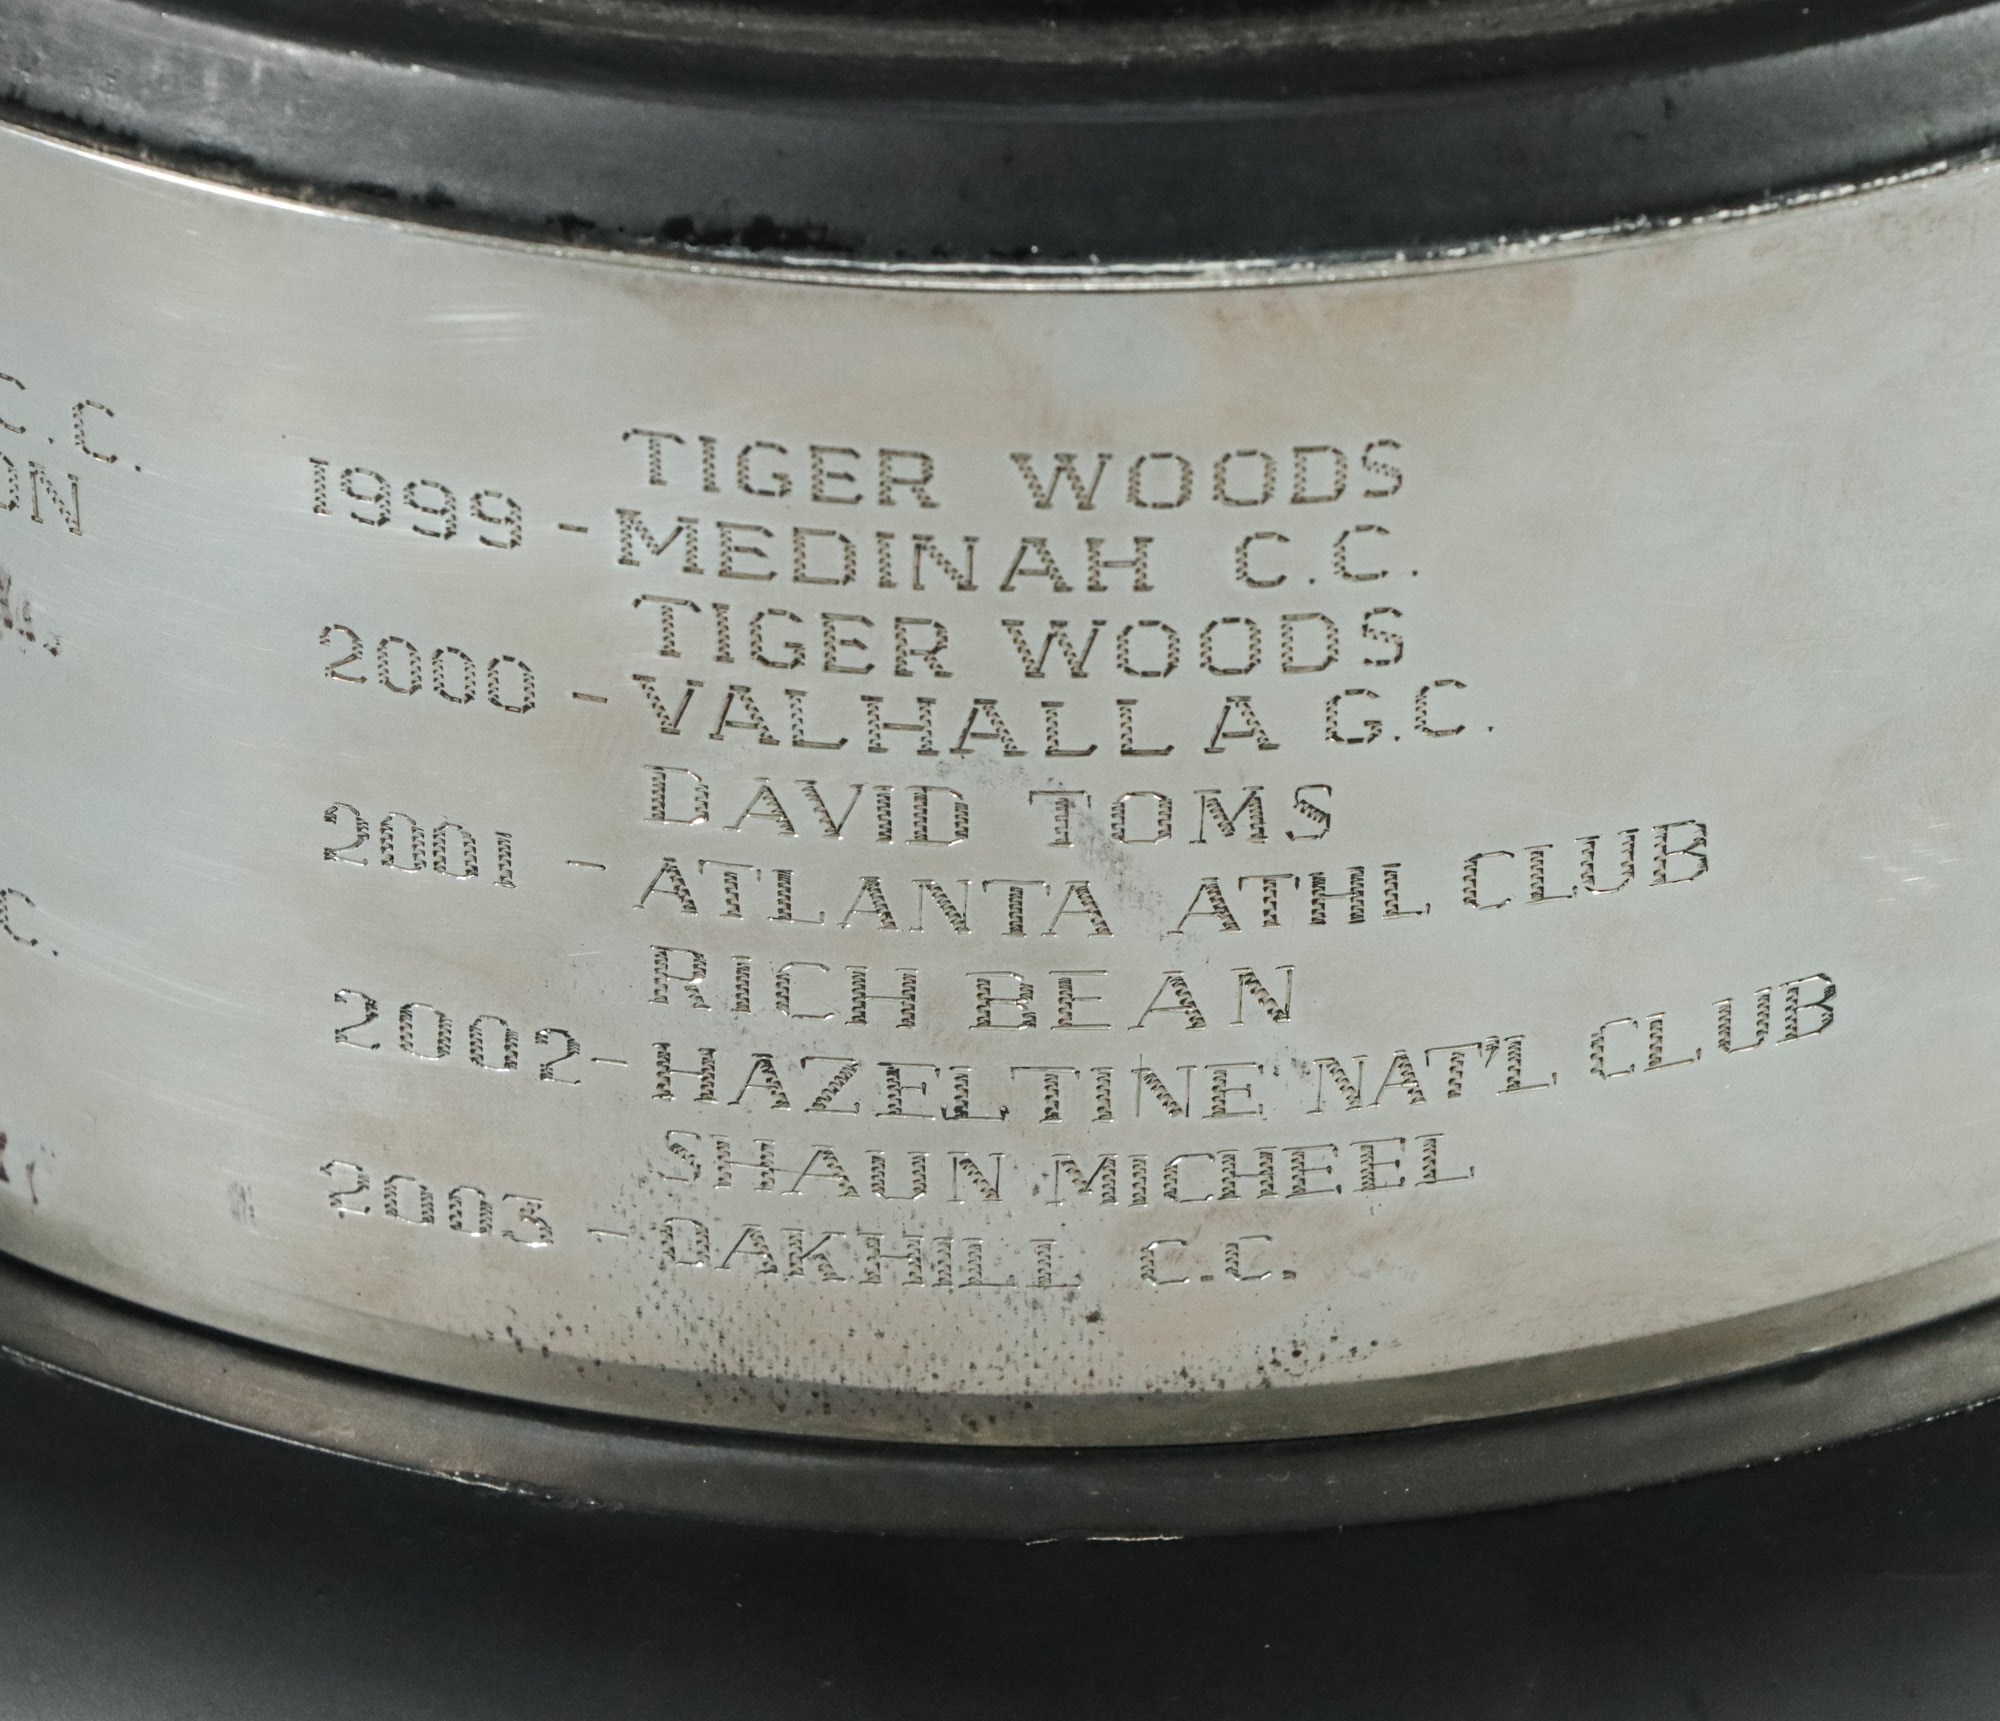 C.C.
TIGER WOODS
1999 - MEDINAH C.C.
TIGER WOODS
2000 - VALHALLA G.C.
DAVID TOMS
2001 - ATLANTA ATHL CLUB
RICH BEAN
2002 - HAZELTINE NAT'L CLUB
SHAUN MICHEEL
2003 - OAKHILL C.C.